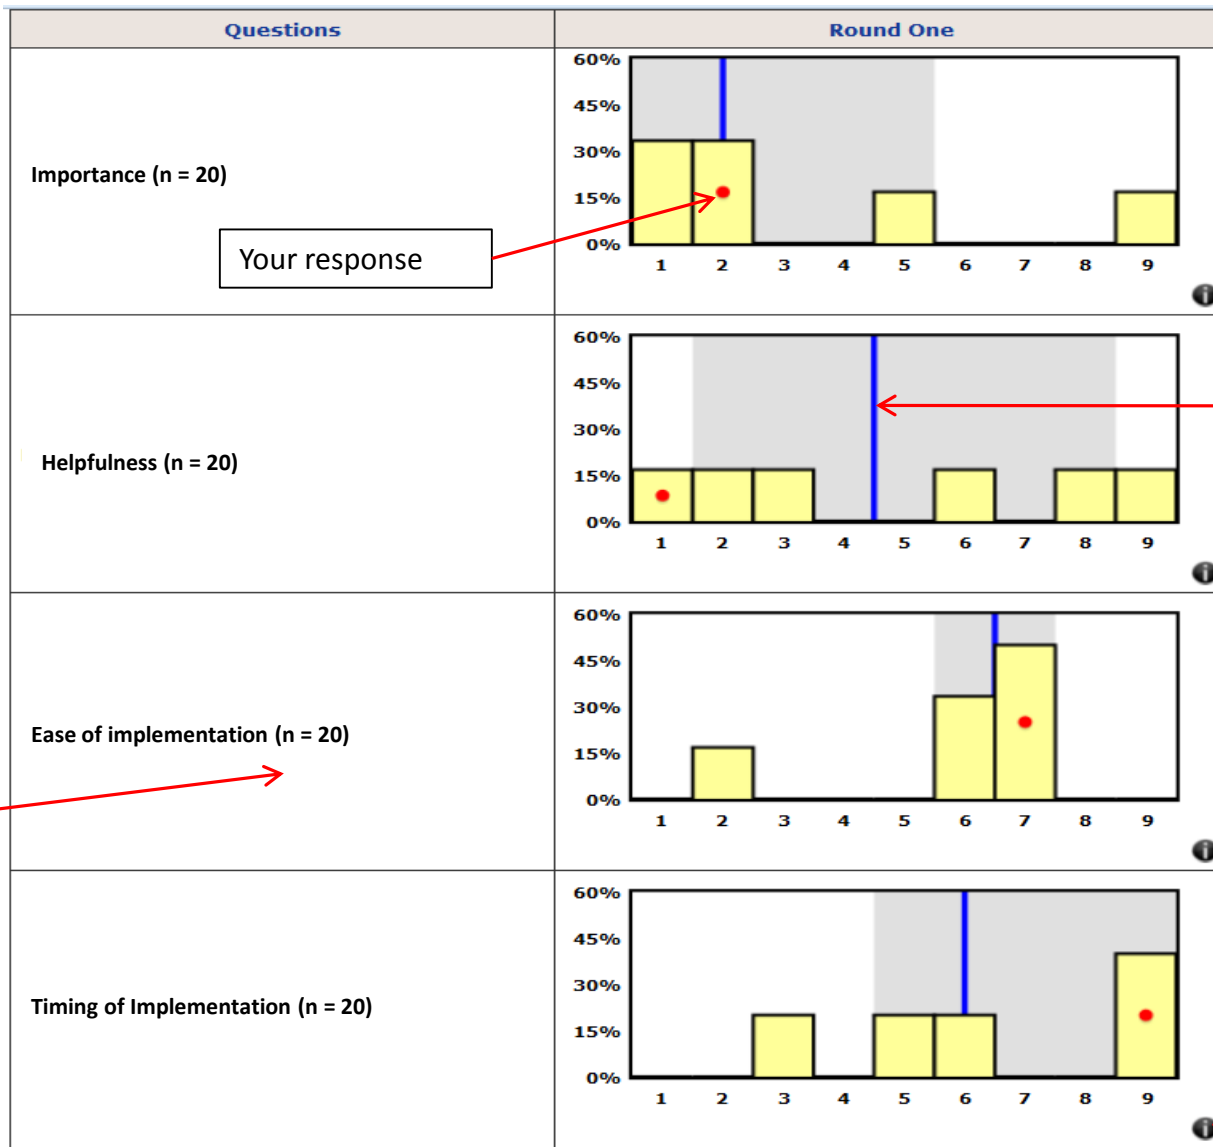 Questions
Round One
Importance (n = 20)
Your response
60%
45%
30%
15%
0%
1 2 3 4 5 6 7 8 9
i
Helpfulness (n = 20)
60%
45%
30%
15%
0%
1 2 3 4 5 6 7 8 9
i
Ease of implementation (n = 20)
60%
45%
30%
15%
0%
1 2 3 4 5 6 7 8 9
i
Timing of Implementation (n = 20)
60%
45%
30%
15%
0%
1 2 3 4 5 6 7 8 9
i